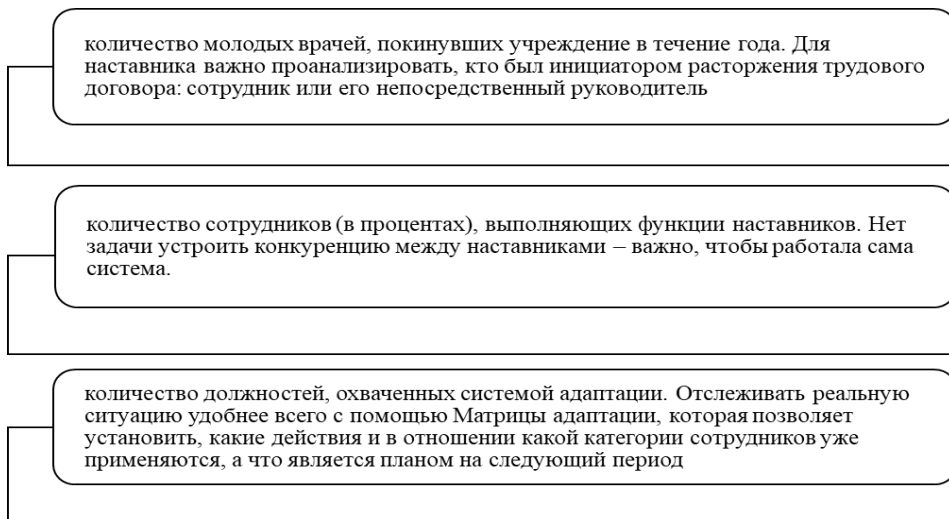 количество молодых врачей, покинувших учреждение в течение года. Для
наставника важно проанализировать, кто был инициатором расторжения трудового
договора: сотрудник или его непосредственный руководитель
количество сотрудников (в процентах), выполняющих функции наставников. Нет
задачи устроить конкуренцию между наставниками – важно, чтобы работала сама
система.
количество должностей, охваченных системой адаптации. Отслеживать реальную
ситуацию удобнее всего с помощью Матрицы адаптации, которая позволяет
установить, какие действия и в отношении какой категории сотрудников уже
применяются, а что является планом на следующий период